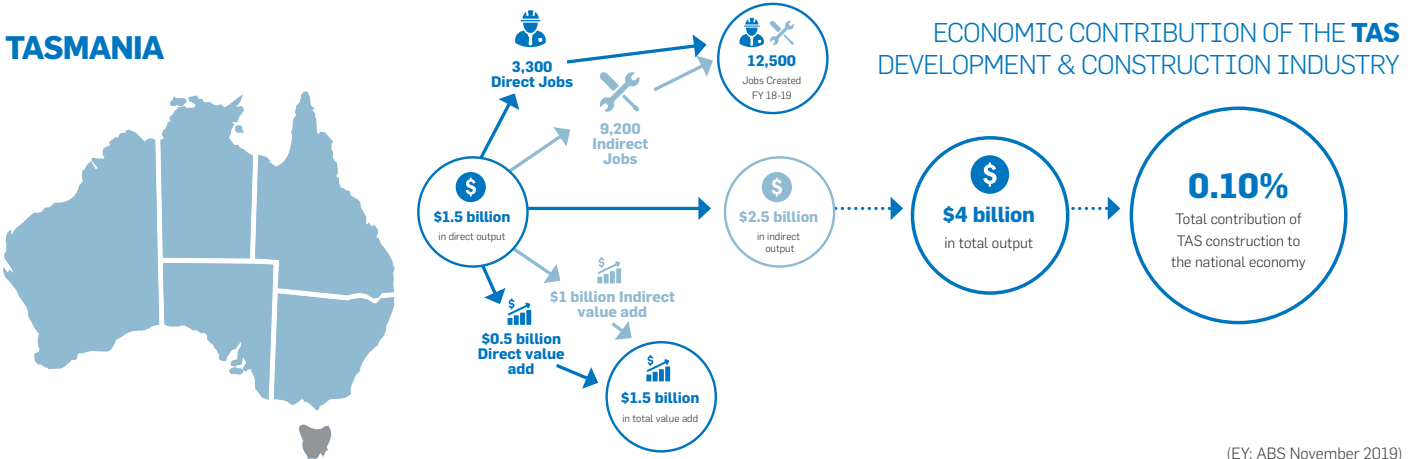 TASMANIA
ECONOMIC CONTRIBUTION OF THE TAS
DEVELOPMENT & CONSTRUCTION INDUSTRY
3,300
Direct Jobs
9,200
Indirect
Jobs
12,500
Jobs Created
FY 18-19
$
$1.5 billion
in direct output
$
$2.5 billion
in indirect
output
$
$4 billion
in total output
0.10%
Total contribution of
TAS construction to
the national economy
$
$1 billion Indirect
value add
$
$0.5 billion
Direct value
add
$
$1.5 billion
in total value add
(EY: ABS November 2019)